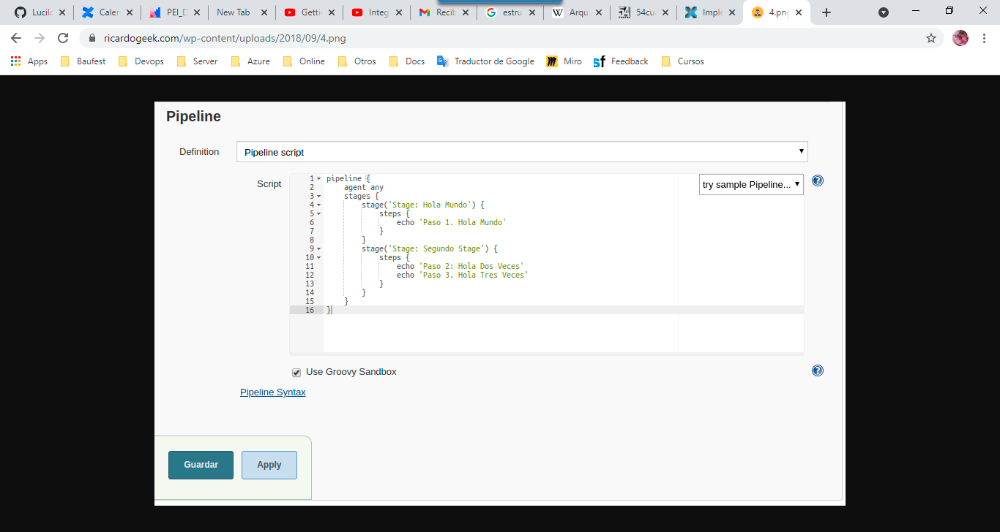 Lucil
Caler
PEI_D
New Tab
Getti
Integ
Recib
estru
Arqu
54cu
Imple
4.png
ricardogeek.com/wp-content/uploads/2018/09/4.png
Apps
Baufest
Devops
Server
Azure
Online
Otros
Docs
Traductor de Google
Miro
Feedback
Cursos
Pipeline
Definition
Pipeline script
Script
try sample Pipeline...
1 pipeline {
2 agent any
3 stages {
4 stage('Stage: Hola Mundo') {
5 steps {
6 echo 'Paso 1. Hola Mundo'
7 }
8 }
9 stage('Stage: Segundo Stage') {
10 steps {
11 echo 'Paso 2: Hola Dos Veces'
12 echo 'Paso 3. Hola Tres Veces'
13 }
14 }
15 }
16 }
Use Groovy Sandbox
Pipeline Syntax
Guardar
Apply